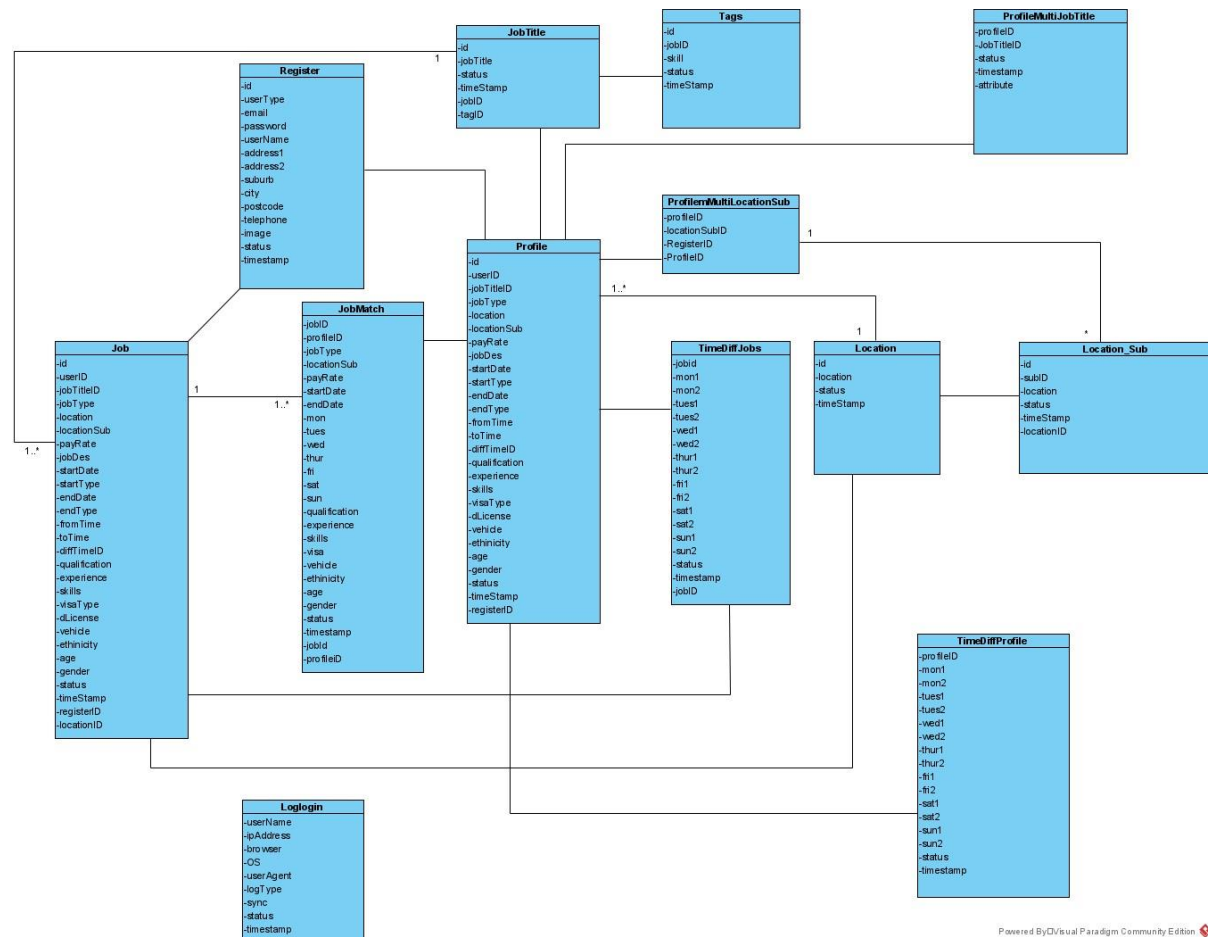 Tags
-id
-jobID
-skill
-status
-timeStamp
ProfileMultiJobTitle
-profileID
-JobTitleID
-status
-timestamp
-attribute
JobTitle
-id
-jobTitle
-status
-timeStamp
-jobID
-tagID
1
Register
-id
-userType
-email
-password
-userName
-address1
-address2
-suburb
-city
-postcode
-telephone
-image
-status
-timestamp
ProfilemMultiLocationSub
-profileID
-locationSubID
-RegisterID
-ProfileID
1
Profile
-id
-userID
-jobTitleID
-jobType
-location
-locationSub
-payRate
-jobDes
-startDate
-startType
-endDate
-endType
-fromTime
-toTime
-diffTimeID
-qualification
-experience
-skills
-visaType
-dLicense
-vehicle
-ethinicity
-age
-gender
-status
-timeStamp
-registerID
1..*
1
*
JobMatch
-jobID
-profileID
-jobType
-locationSub
-payRate
-startDate
-endDate
-mon
-tues
-wed
-thur
-fri
-sat
-sun
-qualification
-experience
-skills
-visa
-vehicle
-ethinicity
-age
-gender
-status
-timestamp
-jobId
-profileiD
Job
-id
-userID
-jobTitleID
-jobType
-location
-locationSub
-payRate
-jobDes
-startDate
-startType
-endDate
-endType
-fromTime
-toTime
-diffTimeID
-qualification
-experience
-skills
-visaType
-dLicense
-vehicle
-ethinicity
-age
-gender
-status
-timeStamp
-registerID
-locationID
1
1..*
1..*
TimeDiffJobs
-jobid
-mon1
-mon2
-tues1
-tues2
-wed1
-wed2
-thur1
-thur2
-fri1
-fri2
-sat1
-sat2
-sun1
-sun2
-status
-timestamp
-jobID
Location
-id
-location
-status
-timeStamp
Location_Sub
-id
-subID
-location
-status
-timeStamp
-locationID
TimeDiffProfile
-profileID
-mon1
-mon2
-tues1
-tues2
-wed1
-wed2
-thur1
-thur2
-fri1
-fri2
-sat1
-sat2
-sun1
-sun2
-status
-timestamp
Loglogin
-userName
-ipAddress
-browser
-OS
-userAgent
-logType
-sync
-status
-timestamp
Powered By Visual Paradigm Community Edition